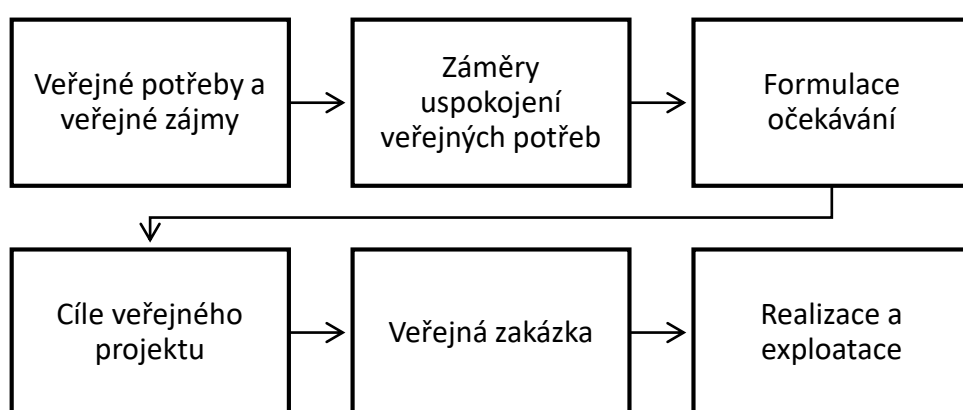 Veřejné potřeby a
veřejné zájmy
Záměry
uspokojení
veřejných potřeb
Formulace
očekávání
Cíle veřejného
projektu
Veřejná zakázka
Realizace a
exploatace